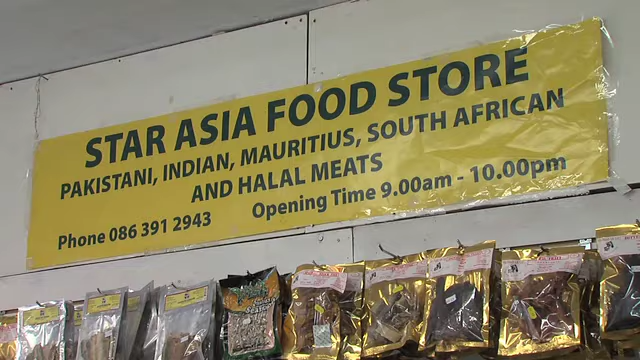 STAR ASIA FOOD STORE
PAKISTANI, INDIAN, MAURITIUS, SOUTH AFRICAN
AND HALAL MEATS
Phone 086 391 2943
Opening Time 9.00am - 10.00pm